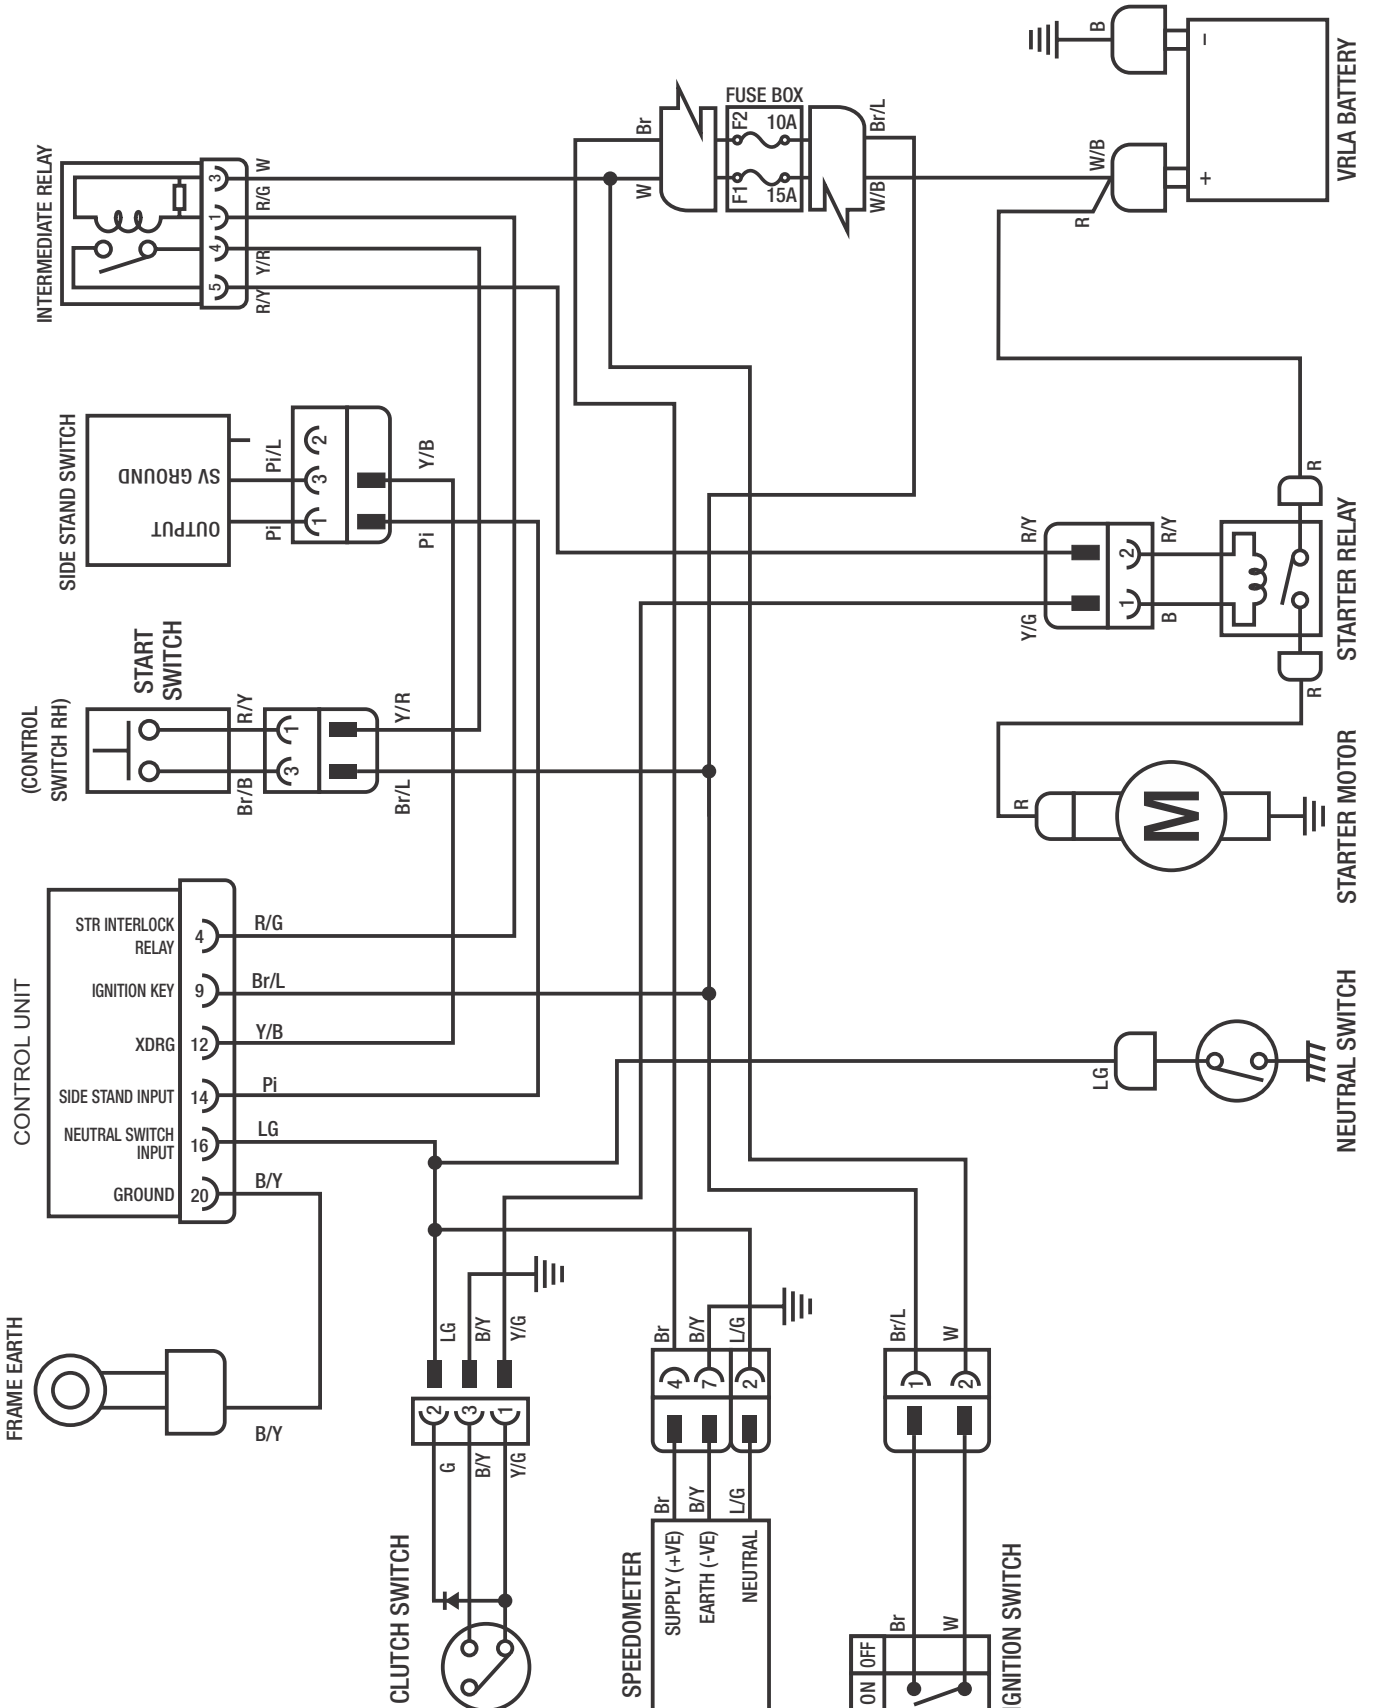 INTERMEDIATE RELAY
3
1
4
5
W
R/G
Y/R
R/Y
SIDE STAND SWITCH
SV GROUND
OUTPUT
Pi/L
Pi
2
3
1
Y/B
Pi
START
SWITCH
(CONTROL
SWITCH RH)
R/Y
Br/B
1
3
Y/R
Br/L
CONTROL UNIT
STR INTERLOCK
RELAY
4
R/G
IGNITION KEY
9
Br/L
XDRG
12
Y/B
SIDE STAND INPUT
14
Pi
NEUTRAL SWITCH
INPUT
16
LG
GROUND
20
B/Y
FRAME EARTH
B/Y
CLUTCH SWITCH
LG
B/Y
Y/G
2
3
1
G
B/Y
Y/G
SPEEDOMETER
Br
B/Y
L/G
4
7
2
Br
B/Y
L/G
SUPPLY (+VE)
EARTH (-VE)
NEUTRAL
IGNITION SWITCH
Br/L
W
1
2
Br
W
OFF
ON
FUSE BOX
F2
10A
F1
15A
Br
W
Br/L
W/B
VRLA BATTERY
B
–
W/B
+
R
STARTER RELAY
R/Y
Y/G
2
1
R/Y
B
R
R
STARTER MOTOR
R
M
NEUTRAL SWITCH
LG